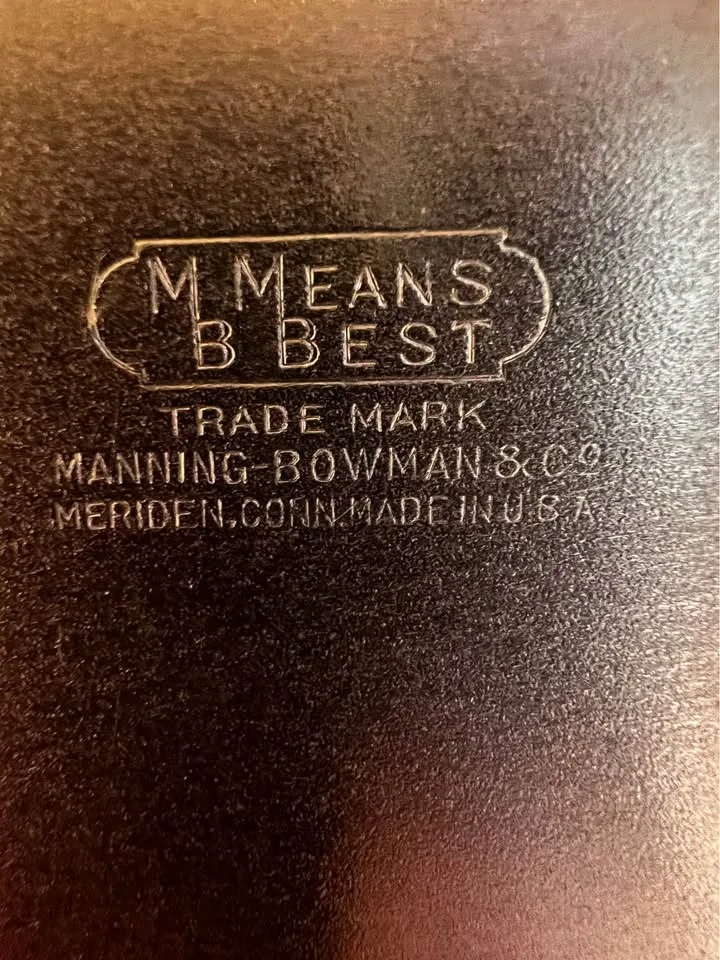 M MEANS
B BEST
TRADE MARK
MANNING-BOWMAN & Co
MERIDEN, CONN. MADE IN U.S.A.